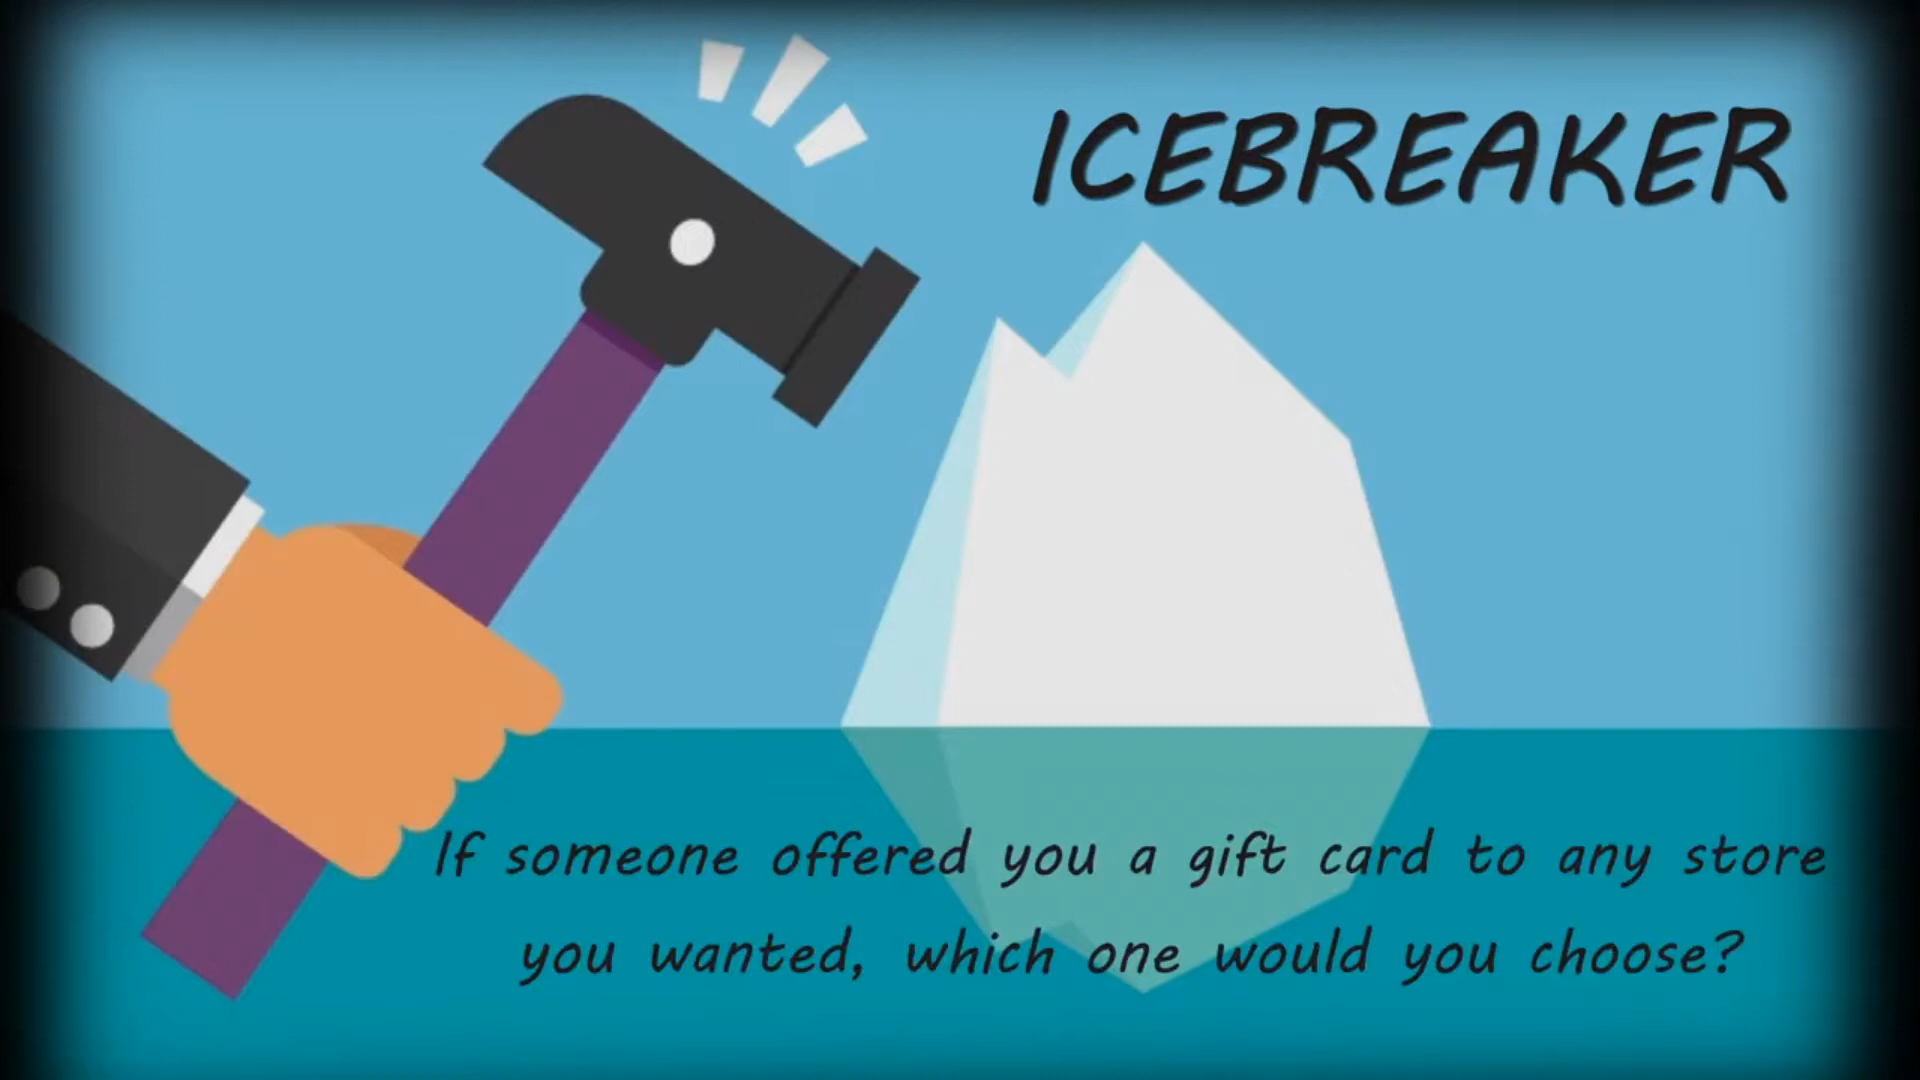 ICEBREAKER
If someone offered you a gift card to any store
you wanted, which one would you choose?